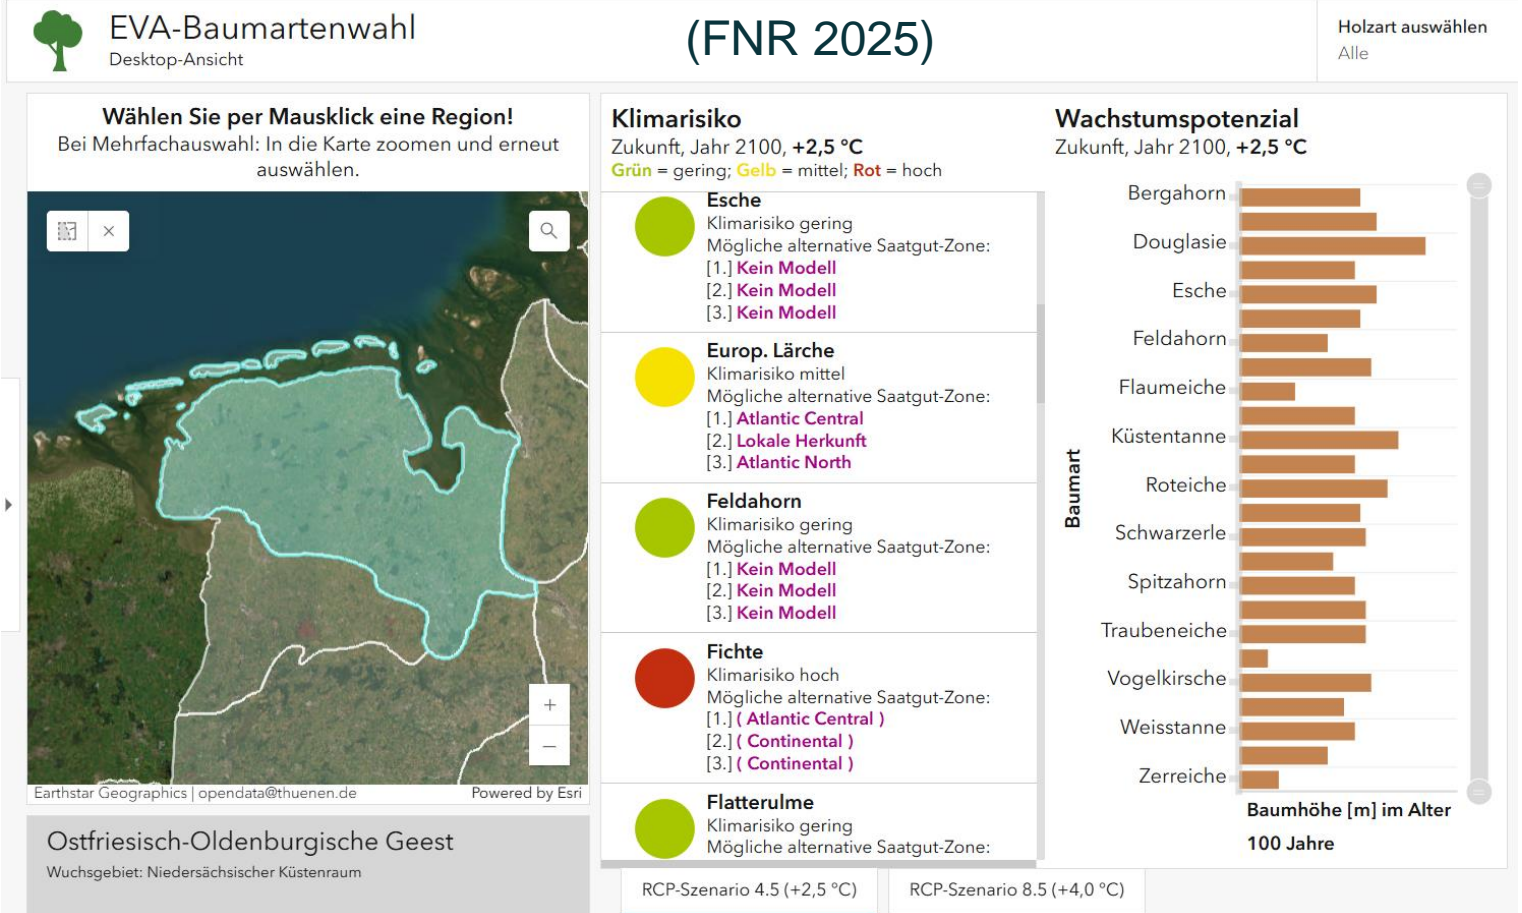 EVA-Baumartenwahl
Desktop-Ansicht
(FNR 2025)
Holzart auswählen
Alle
Wählen Sie per Mausklick eine Region!
Bei Mehrfachauswahl: In die Karte zoomen und erneut
auswählen.
Earthstar Geographics | opendata@thuenen.de
Powered by Esri
Ostfriesisch-Oldenburgische Geest
Wuchsgebiet: Niedersächsischer Küstenraum
Klimarisiko
Zukunft, Jahr 2100, +2,5 °C
Grün = gering; Gelb = mittel; Rot = hoch
Esche
Klimarisiko gering
Mögliche alternative Saatgut-Zone:
[1.] Kein Modell
[2.] Kein Modell
[3.] Kein Modell
Europ. Lärche
Klimarisiko mittel
Mögliche alternative Saatgut-Zone:
[1.] Atlantic Central
[2.] Lokale Herkunft
[3.] Atlantic North
Feldahorn
Klimarisiko gering
Mögliche alternative Saatgut-Zone:
[1.] Kein Modell
[2.] Kein Modell
[3.] Kein Modell
Fichte
Klimarisiko hoch
Mögliche alternative Saatgut-Zone:
[1.] ( Atlantic Central )
[2.] ( Continental )
[3.] ( Continental )
Flatterulme
Klimarisiko gering
Mögliche alternative Saatgut-Zone:
RCP-Szenario 4.5 (+2,5 °C)
RCP-Szenario 8.5 (+4,0 °C)
Wachstumspotenzial
Zukunft, Jahr 2100, +2,5 °C
Baumart
Bergahorn
Douglasie
Esche
Feldahorn
Flaumeiche
Küstentanne
Roteiche
Schwarzerle
Spitzahorn
Traubeneiche
Vogelkirsche
Weisstanne
Zerreiche
Baumhöhe [m] im Alter
100 Jahre